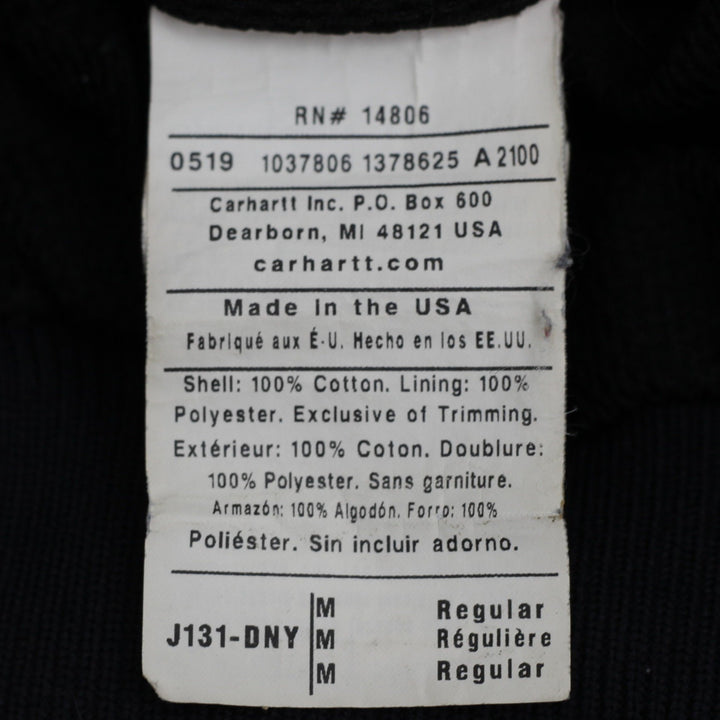 RN# 14806
0519 1037806 1378625 A 2100
Carhartt Inc. P.O. Box 600
Dearborn, MI 48121 USA
carhartt.com
Made in the USA
Fabriqué aux É-U. Hecho en los EE.UU.
Shell: 100% Cotton. Lining: 100%
Polyester. Exclusive of Trimming.
Extérieur: 100% Coton. Doublure:
100% Polyester. Sans garniture.
Armazón: 100% Algodón. Forro: 100%
Poliéster. Sin incluir adorno.
J131-DNY
M Regular
M Régulière
M Regular